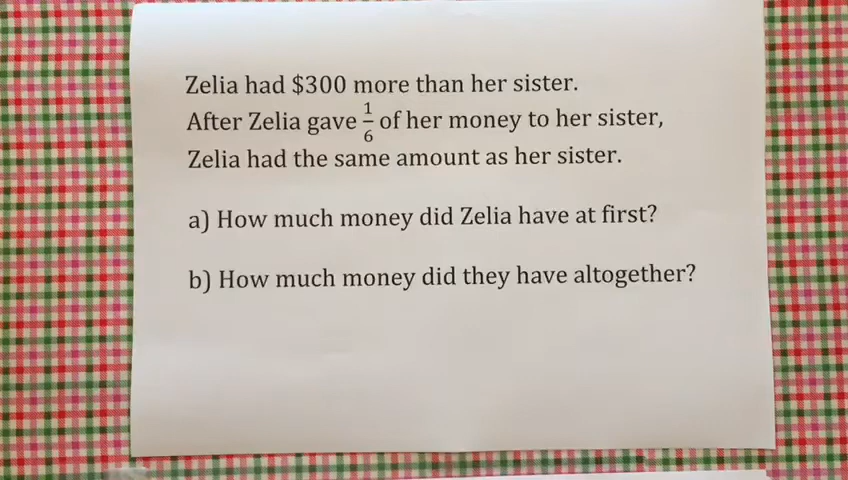 Zelia had $300 more than her sister.
After Zelia gave 1/6 of her money to her sister,
Zelia had the same amount as her sister.
a) How much money did Zelia have at first?
b) How much money did they have altogether?